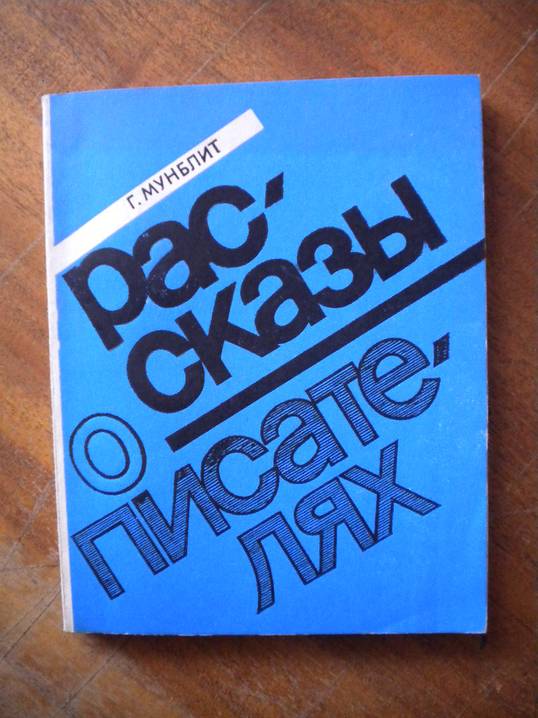 Г. МУНБЛИТ
рас-
сказы
о
писате-
лях